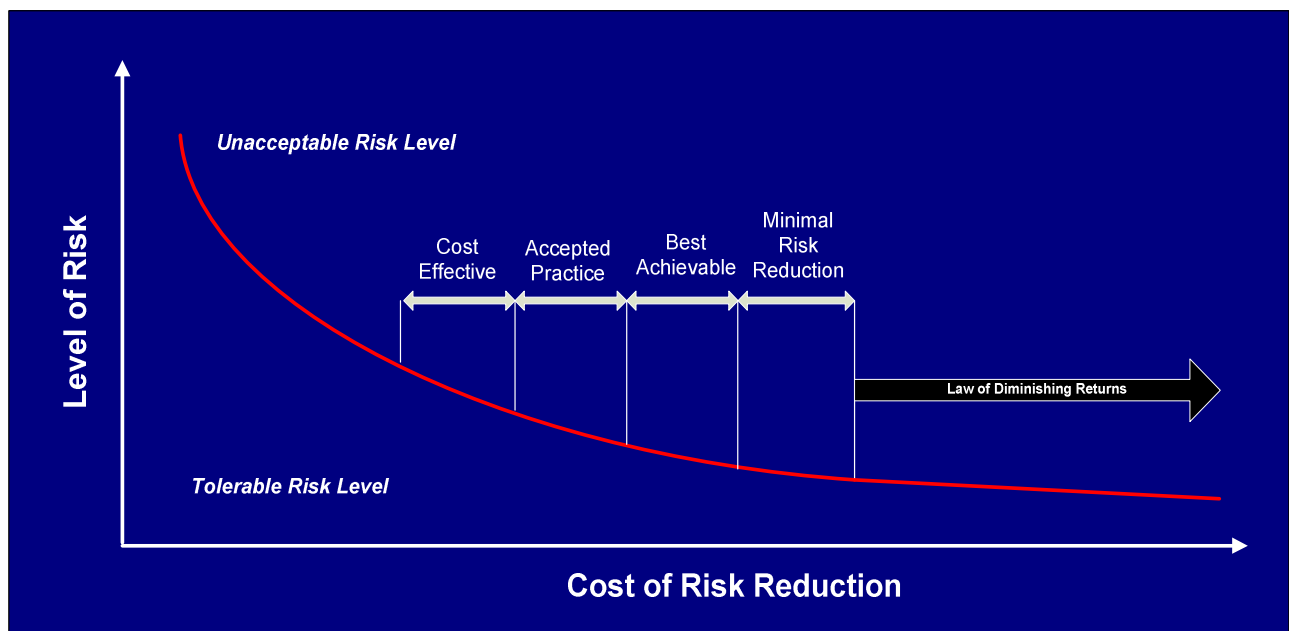 Unacceptable Risk Level
Level of Risk
Cost
Effective
Accepted
Practice
Best
Achievable
Minimal
Risk
Reduction
Law of Diminishing Returns
Tolerable Risk Level
Cost of Risk Reduction